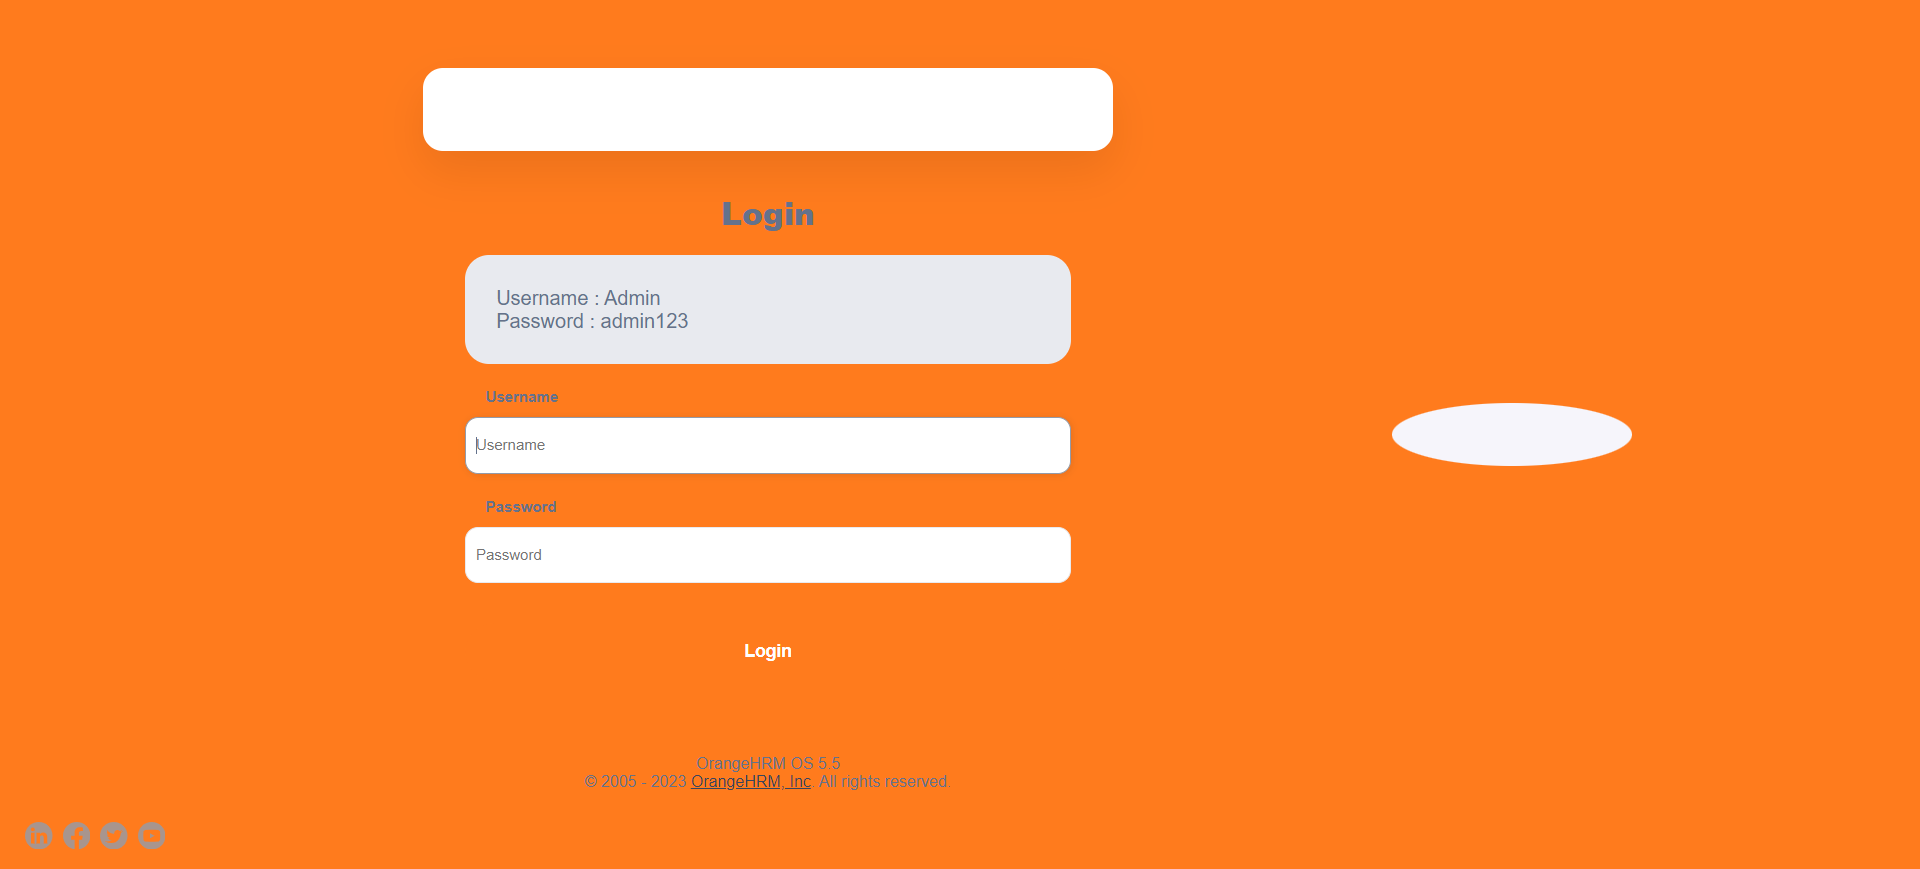 Login
Username : Admin
Password : admin123
Username
Username
Password
Password
Login
OrangeHRM OS 5.5
© 2005 - 2023 OrangeHRM, Inc. All rights reserved.